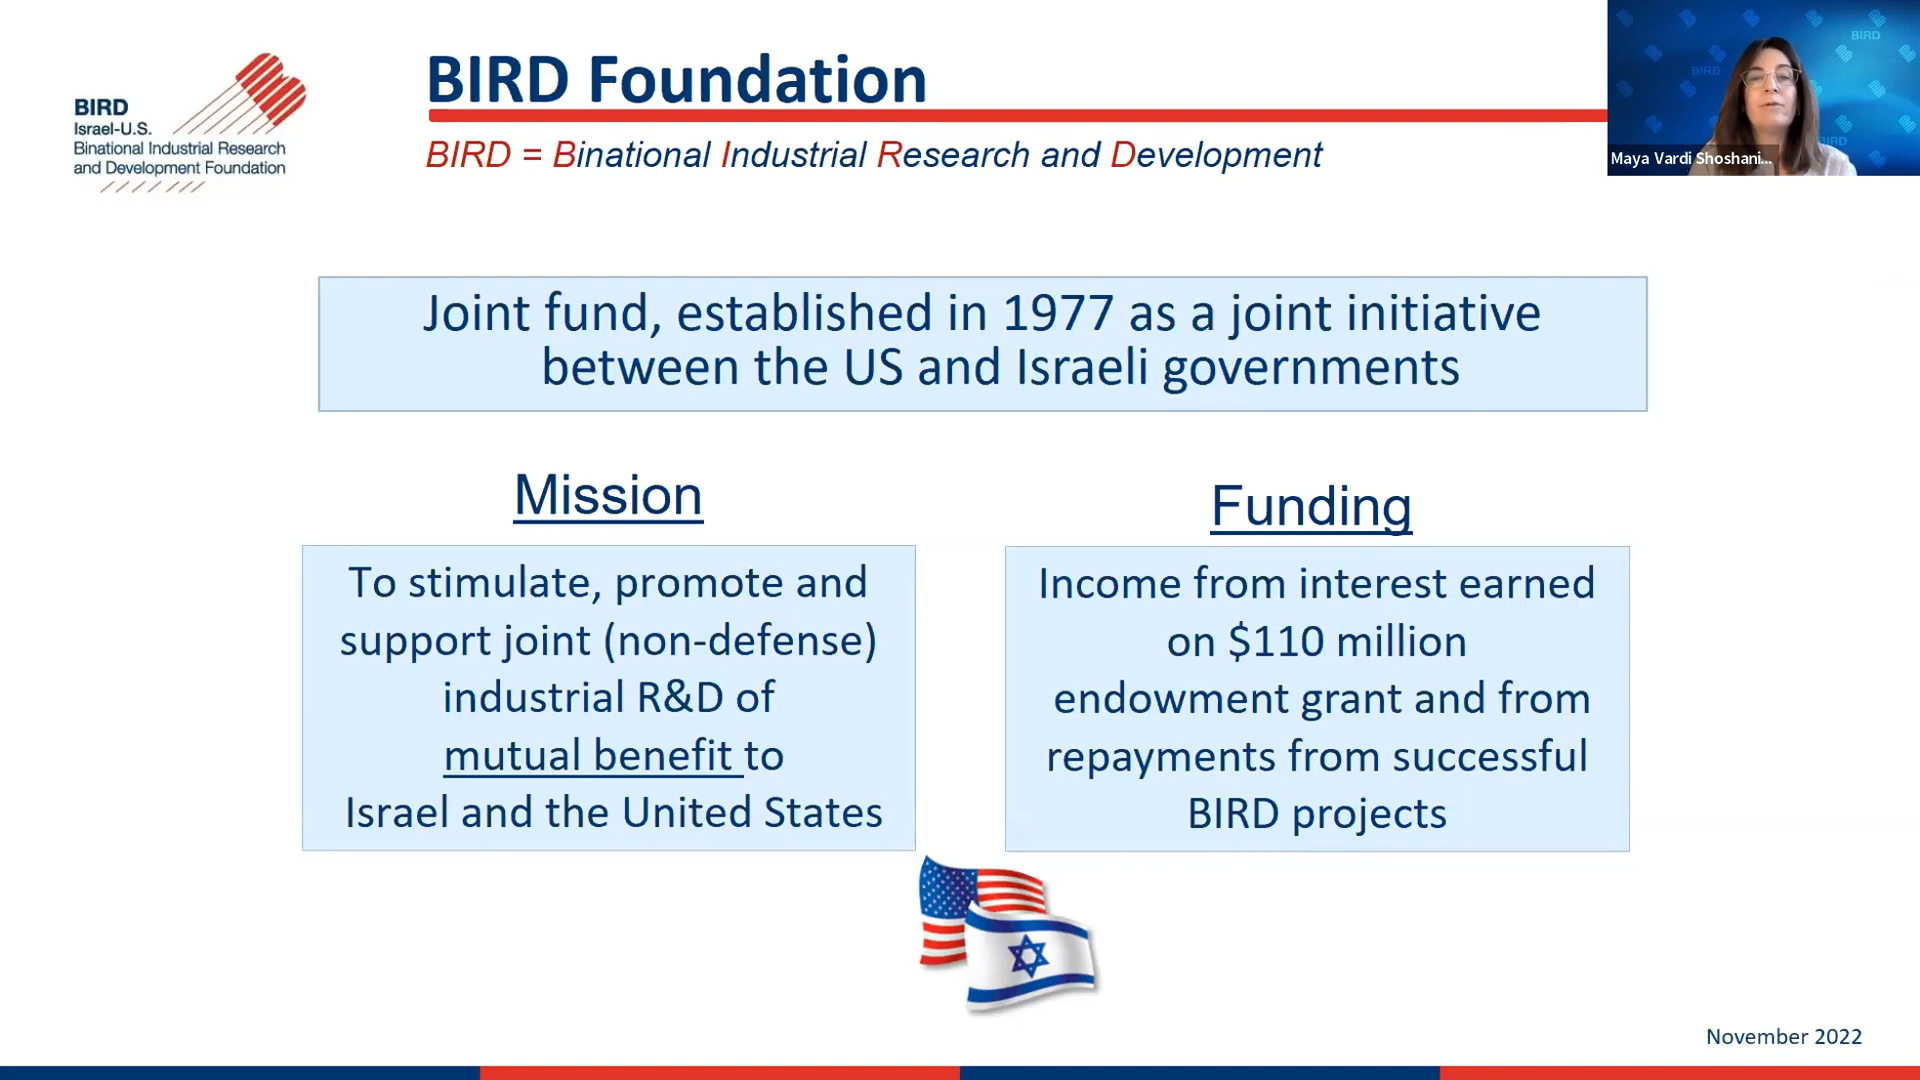 BIRD
Israel-U.S.
Binational Industrial Research
and Development Foundation
BIRD Foundation
BIRD = Binational Industrial Research and Development
BIRD
BIRD
BIRD
Maya Vardi Shoshani...
Joint fund, established in 1977 as a joint initiative
between the US and Israeli governments
Mission
To stimulate, promote and
support joint (non-defense)
industrial R&D of
mutual benefit to
Israel and the United States
Funding
Income from interest earned
on $110 million
endowment grant and from
repayments from successful
BIRD projects
November 2022